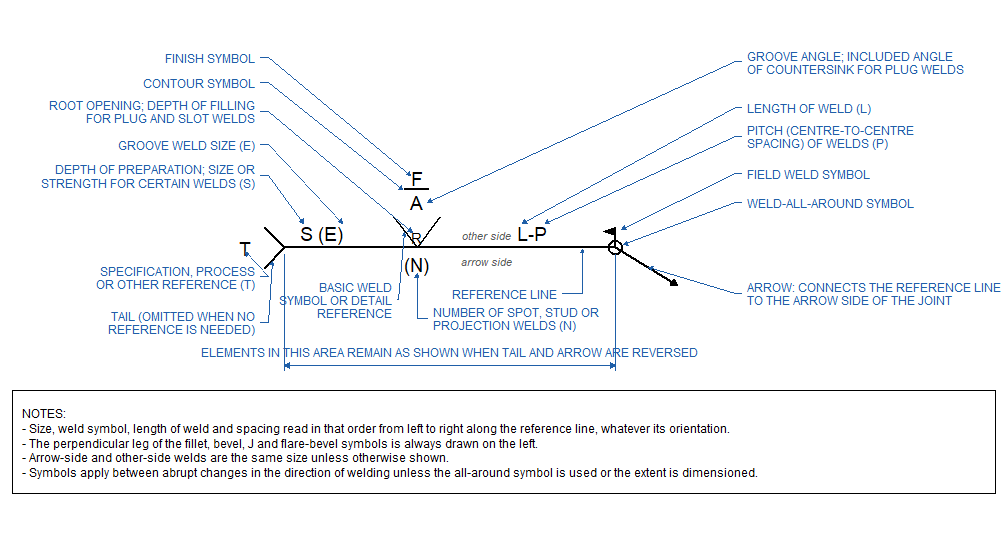 FINISH SYMBOL
CONTOUR SYMBOL
ROOT OPENING; DEPTH OF FILLING
FOR PLUG AND SLOT WELDS
GROOVE WELD SIZE (E)
DEPTH OF PREPARATION; SIZE OR
STRENGTH FOR CERTAIN WELDS (S)
GROOVE ANGLE; INCLUDED ANGLE
OF COUNTERSINK FOR PLUG WELDS
LENGTH OF WELD (L)
PITCH (CENTRE-TO-CENTRE
SPACING) OF WELDS (P)
FIELD WELD SYMBOL
WELD-ALL-AROUND SYMBOL
F
A
S (E)
R
other side
L-P
T
(N)
arrow side
SPECIFICATION, PROCESS
OR OTHER REFERENCE (T)
TAIL (OMITTED WHEN NO
REFERENCE IS NEEDED)
BASIC WELD
SYMBOL OR DETAIL
REFERENCE
REFERENCE LINE
NUMBER OF SPOT, STUD OR
PROJECTION WELDS (N)
ARROW: CONNECTS THE REFERENCE LINE
TO THE ARROW SIDE OF THE JOINT
ELEMENTS IN THIS AREA REMAIN AS SHOWN WHEN TAIL AND ARROW ARE REVERSED
NOTES:
- Size, weld symbol, length of weld and spacing read in that order from left to right along the reference line, whatever its orientation.
- The perpendicular leg of the fillet, bevel, J and flare-bevel symbols is always drawn on the left.
- Arrow-side and other-side welds are the same size unless otherwise shown.
- Symbols apply between abrupt changes in the direction of welding unless the all-around symbol is used or the extent is dimensioned.